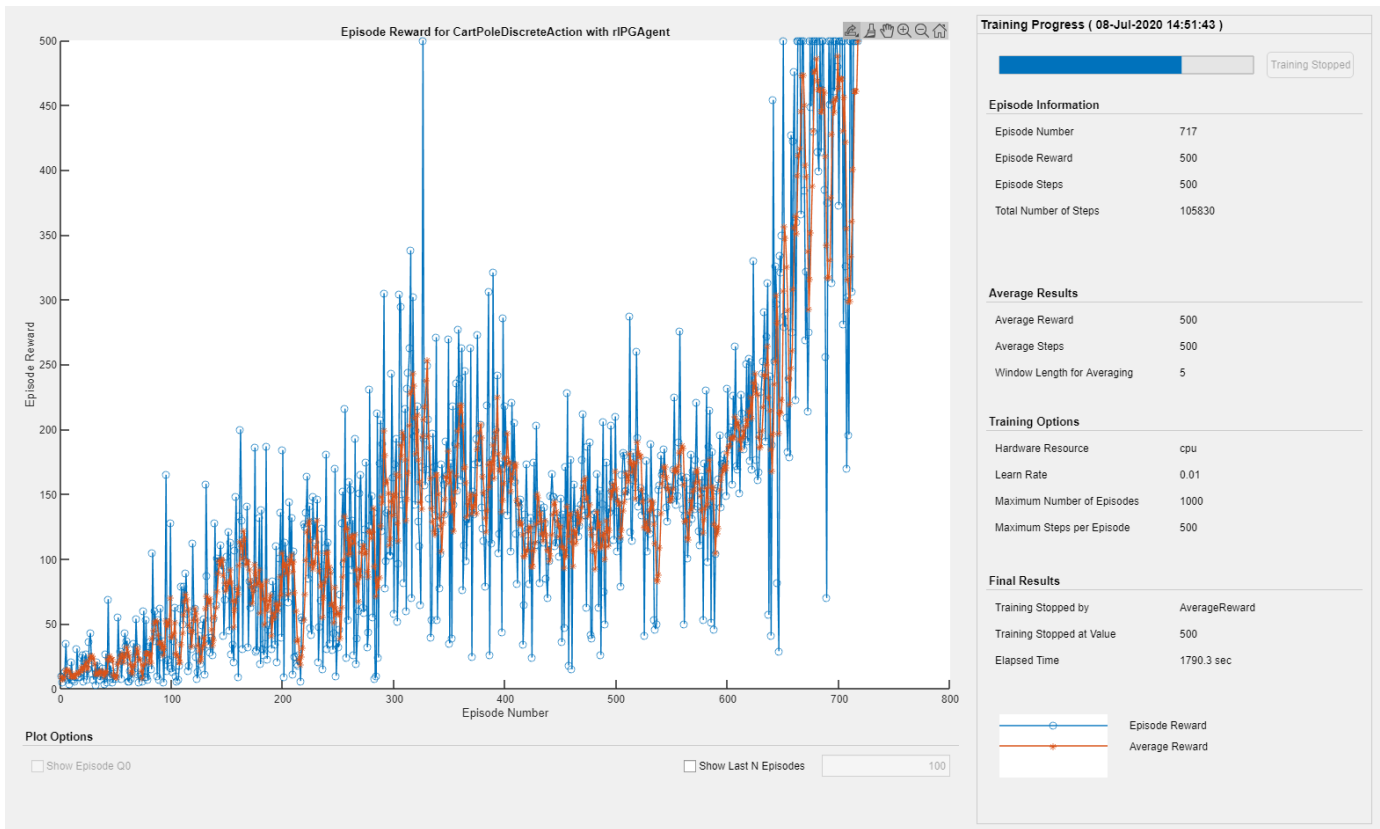 Episode Reward for CartPoleDiscreteAction with rlPGAgent
500
450
400
350
300
250
200
150
100
50
0
Episode Reward
0 100 200 300 400 500 600 700 800
Episode Number
Plot Options
Show Episode Q0
Show Last N Episodes 100
Training Progress ( 08-Jul-2020 14:51:43 )
Training Stopped
Episode Information
Episode Number 717
Episode Reward 500
Episode Steps 500
Total Number of Steps 105830
Average Results
Average Reward 500
Average Steps 500
Window Length for Averaging 5
Training Options
Hardware Resource cpu
Learn Rate 0.01
Maximum Number of Episodes 1000
Maximum Steps per Episode 500
Final Results
Training Stopped by AverageReward
Training Stopped at Value 500
Elapsed Time 1790.3 sec
Episode Reward
Average Reward